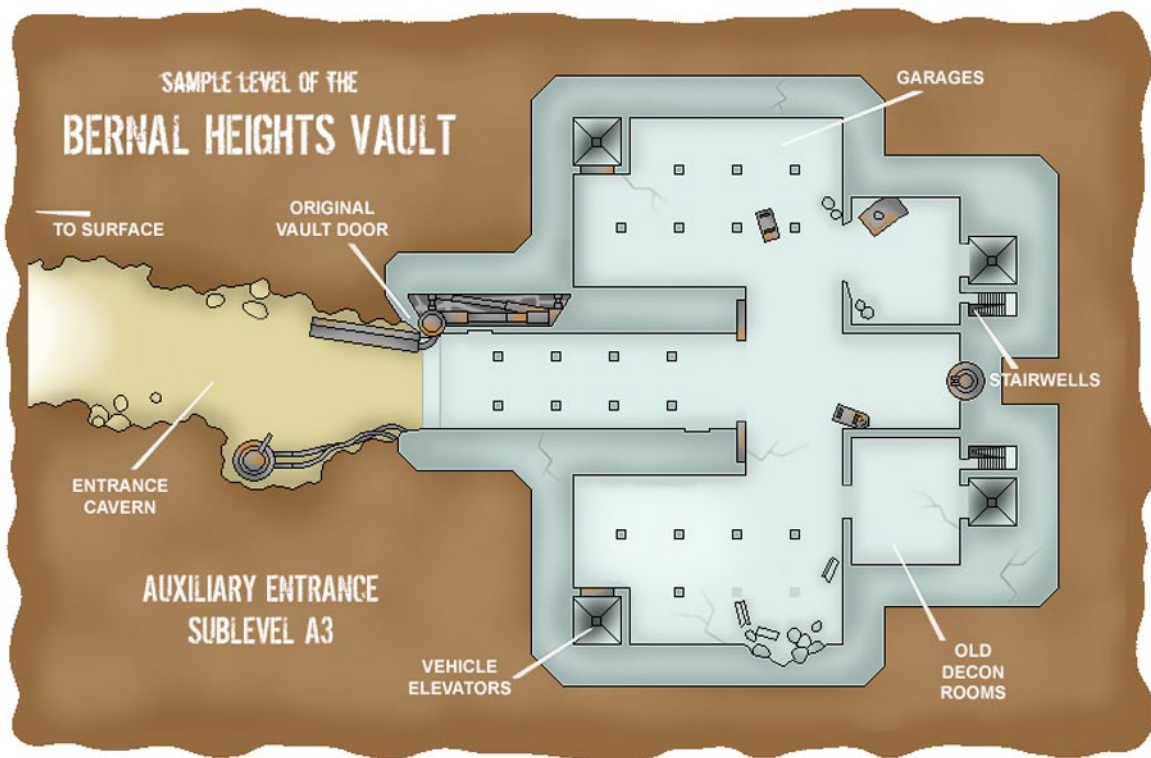 SAMPLE LEVEL OF THE
BERNAL HEIGHTS VAULT
GARAGES
TO SURFACE
ORIGINAL
VAULT DOOR
STAIRWELLS
ENTRANCE
CAVERN
AUXILIARY ENTRANCE
SUBLEVEL A3
VEHICLE
ELEVATORS
OLD
DECON
ROOMS